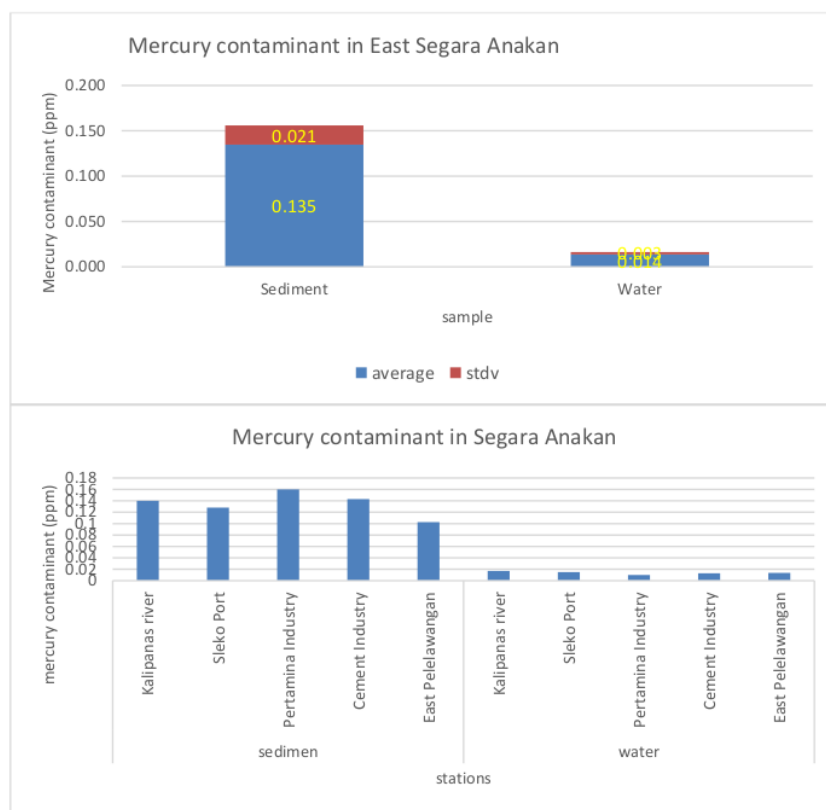 Mercury contaminant in East Segara Anakan
Mercury contaminant (ppm)
0.200
0.150
0.100
0.050
0.000
0.021
0.135
0.003
0.014
Sediment
Water
sample
average
stdv
Mercury contaminant in Segara Anakan
mercury contaminant (ppm)
0.18
0.16
0.14
0.12
0.1
0.08
0.06
0.04
0.02
0
Kalipanas river
Sleko Port
Pertamina Industry
Cement Industry
East Pelelawangan
Kalipanas river
Sleko Port
Pertamina Industry
Cement Industry
East Pelelawangan
sedimen
water
stations